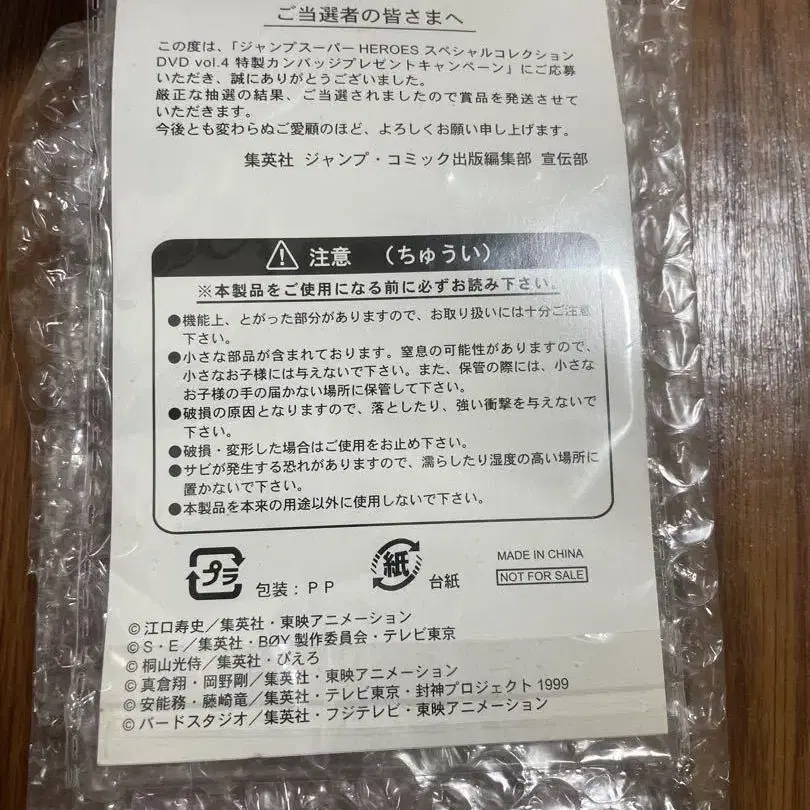 ご当選者の皆さまへ
この度は、「ジャンプスーパーHEROES スペシャルコレクション
DVD vol.4 特製カンバッジプレゼントキャンペーン」にご応募
いただき、誠にありがとうございました。
厳正な抽選の結果、ご当選されましたので賞品を発送させて
いただきます。
今後とも変わらぬご愛顧のほど、よろしくお願い申し上げます。
集英社 ジャンプ・コミック出版編集部 宣伝部
注意 (ちゅうい)
※本製品をご使用になる前に必ずお読み下さい。
●機能上、とがった部分がありますので、お取り扱いには十分ご注意
下さい。
●小さな部品が含まれております。窒息の可能性がありますので、
小さなお子様には与えないで下さい。また、保管の際には、小さな
お子様の手の届かない場所に保管して下さい。
●破損の原因となりますので、落としたり、強い衝撃を与えないで
下さい。
●破損・変形した場合はご使用をお止め下さい。
●サビが発生する恐れがありますので、濡らしたり湿度の高い場所に
置かないで下さい。
●本製品を本来の用途以外に使用しないで下さい。
プラ 包装:PP 紙 台紙
MADE IN CHINA
NOT FOR SALE
©江口寿史/集英社・東映アニメーション
©S・E/集英社・BØY製作委員会・テレビ東京
©桐山光侍/集英社・ぴえろ
©真倉翔・岡野剛/集英社・東映アニメーション
©安能務・藤崎竜/集英社・テレビ東京・封神プロジェクト1999
©バードスタジオ/集英社・フジテレビ・東映アニメーション